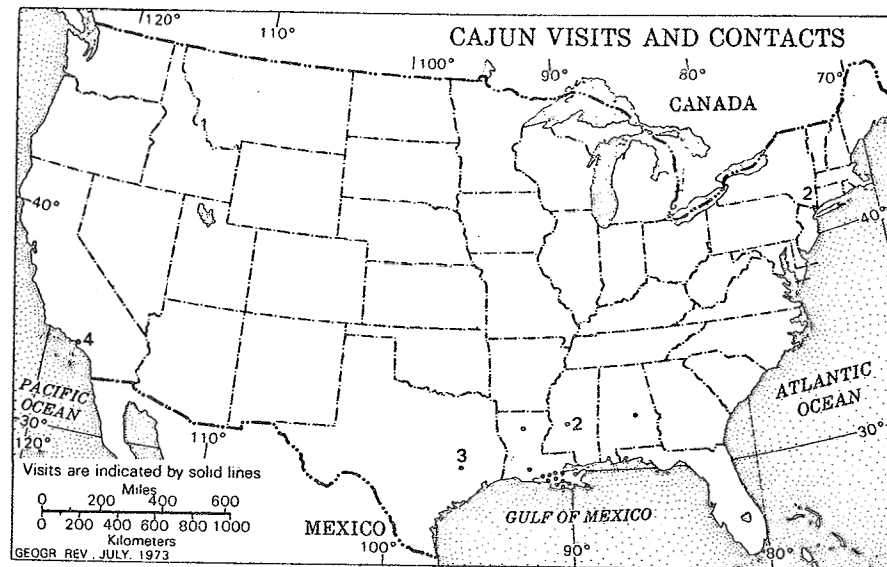 120°
110°
100°
CAJUN VISITS AND CONTACTS
90°
80°
70°
CANADA
1
2
40°
40°
4
PACIFIC
OCEAN
30°
120°
110°
ATLANTIC
OCEAN
30°
2
3
Visits are indicated by solid lines
Miles
0 200 400 600
0 200 400 600 800 1000
Kilometers
GEOGR REV. JULY. 1973
MEXICO
GULF OF MEXICO
100°
90°
80°